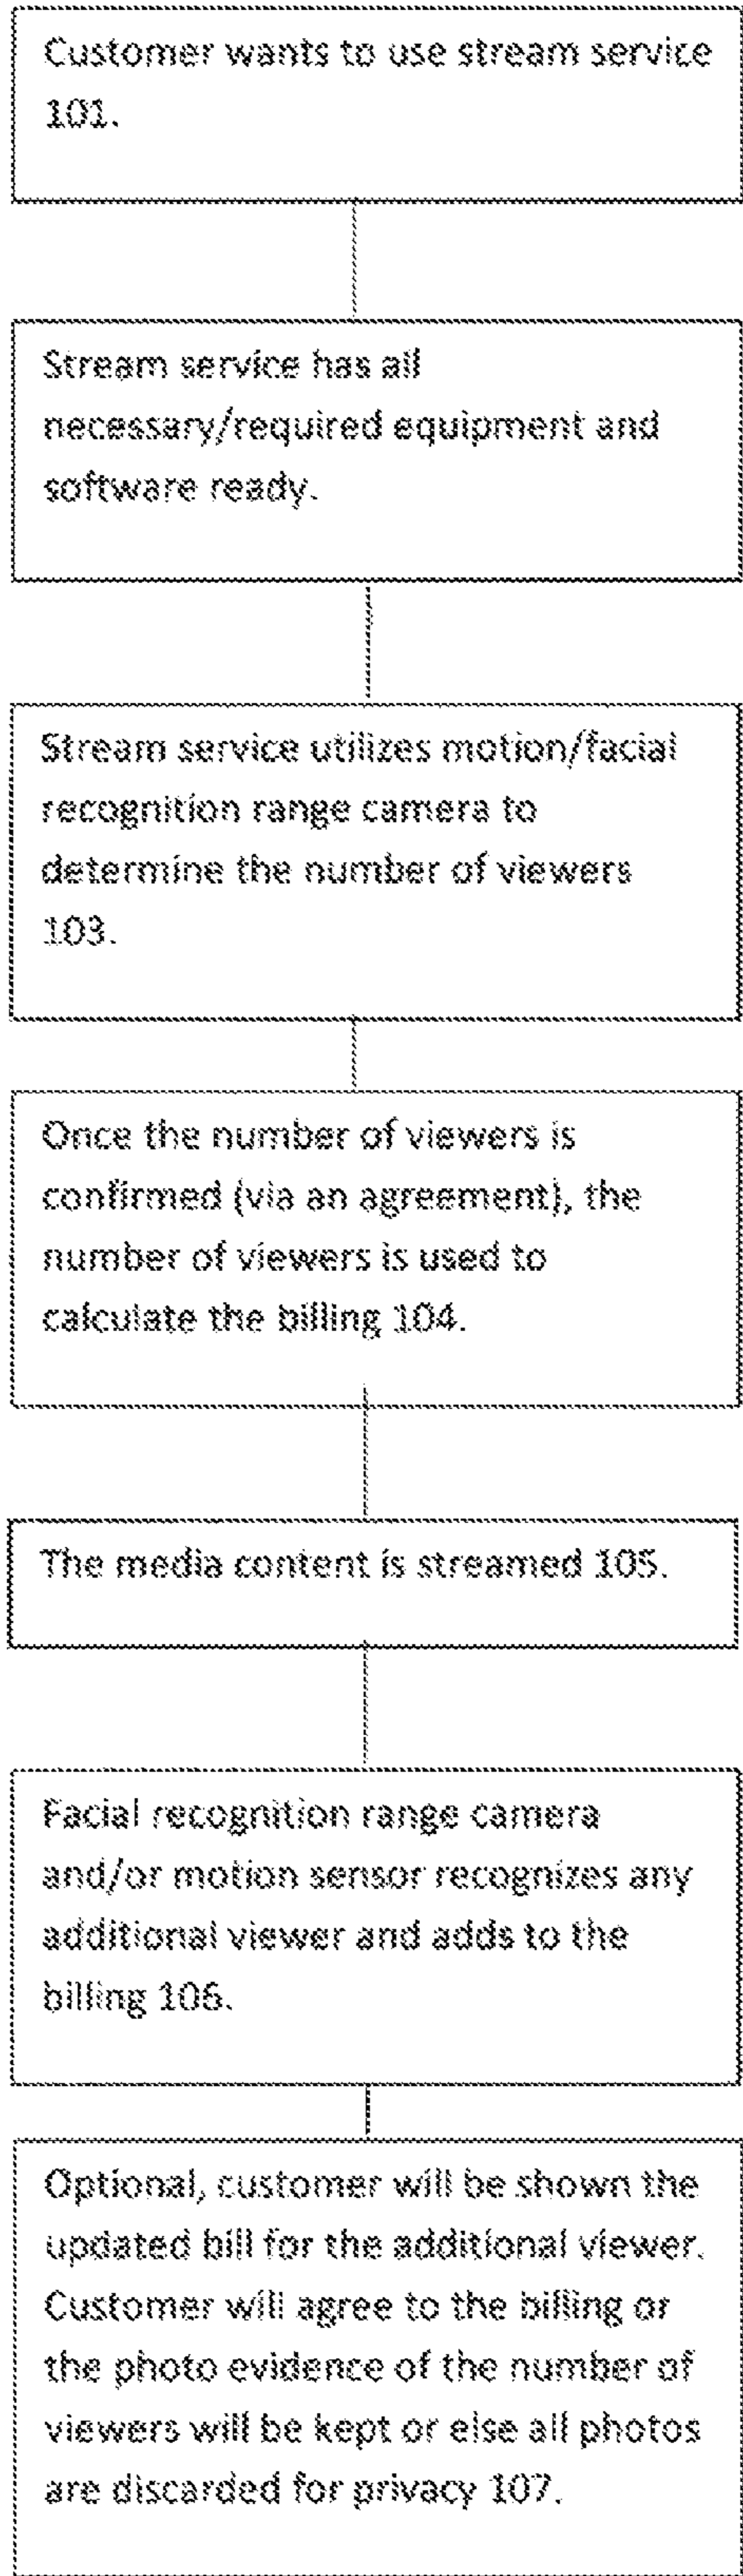 Customer wants to use stream service
101.
Stream service has all
necessary/required equipment and
software ready.
Stream service utilizes motion/facial
recognition range camera to
determine the number of viewers
103.
Once the number of viewers is
confirmed (via an agreement), the
number of viewers is used to
calculate the billing 104.
The media content is streamed 105.
Facial recognition range camera
and/or motion sensor recognizes any
additional viewer and adds to the
billing 106.
Optional, customer will be shown the
updated bill for the additional viewer.
Customer will agree to the billing or
the photo evidence of the number of
viewers will be kept or else all photos
are discarded for privacy 107.